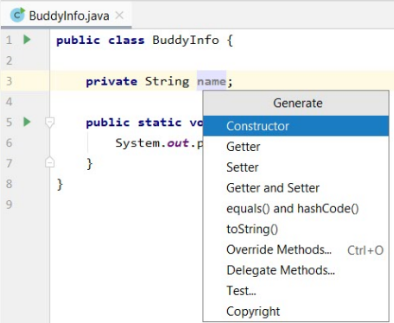 BuddyInfo.java
1 public class BuddyInfo {
2
3 private String name;
4
5 public static vo
6 System.out.p
7 }
8 }
9
Generate
Constructor
Getter
Setter
Getter and Setter
equals() and hashCode()
toString()
Override Methods... Ctrl+O
Delegate Methods...
Test...
Copyright